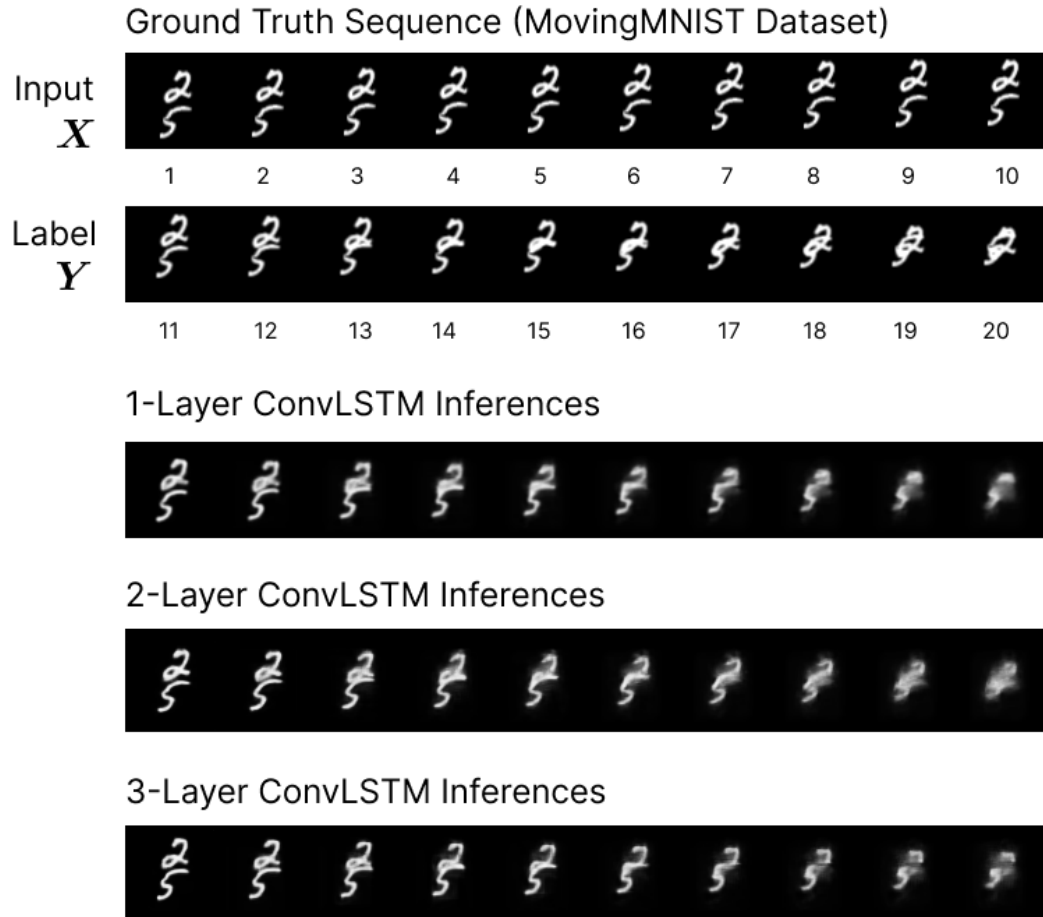 Ground Truth Sequence (MovingMNIST Dataset)
Input
X
1 2 3 4 5 6 7 8 9 10
Label
Y
11 12 13 14 15 16 17 18 19 20
1-Layer ConvLSTM Inferences
2-Layer ConvLSTM Inferences
3-Layer ConvLSTM Inferences